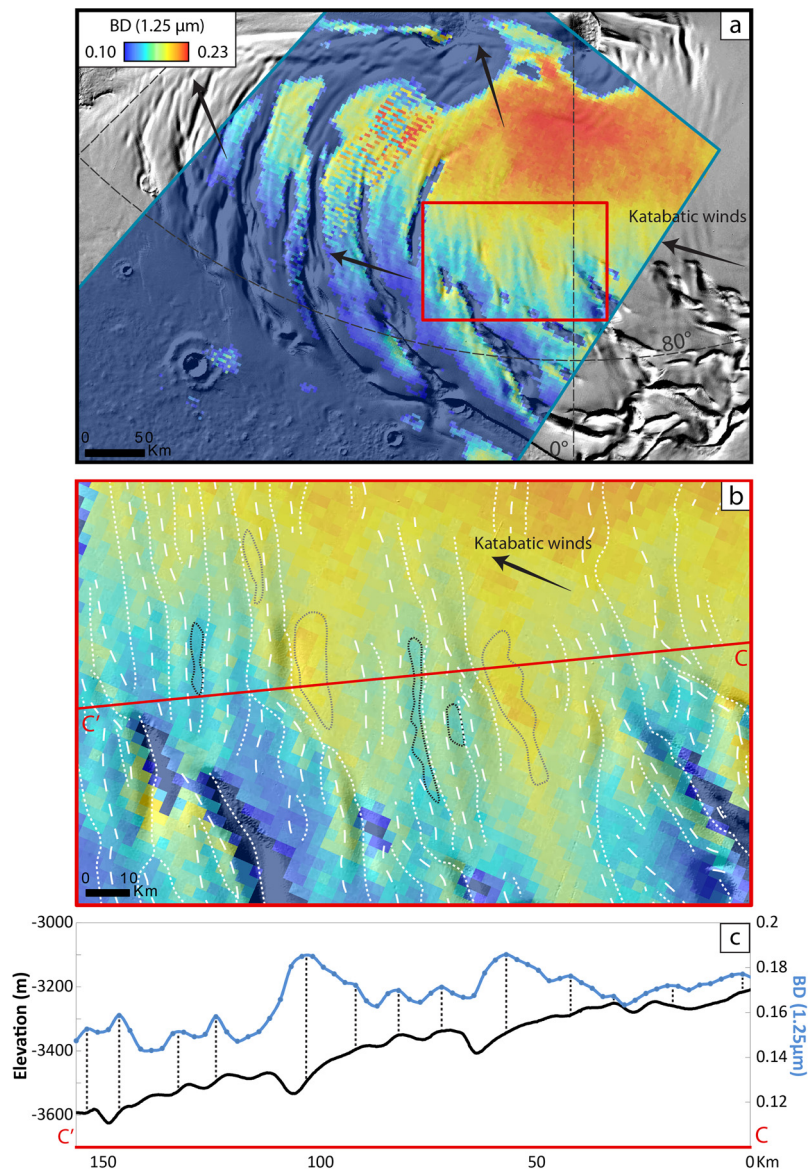 BD (1.25 μm)
0.10 0.23
a
Katabatic winds
80°
0°
0 50
Km
b
Katabatic winds
C
C'
0 10
Km
c
-3000
-3200
-3400
-3600
Elevation (m)
0.2
0.18
0.16
0.14
0.12
BD (1.25μm)
C' C
150 100 50 0 Km